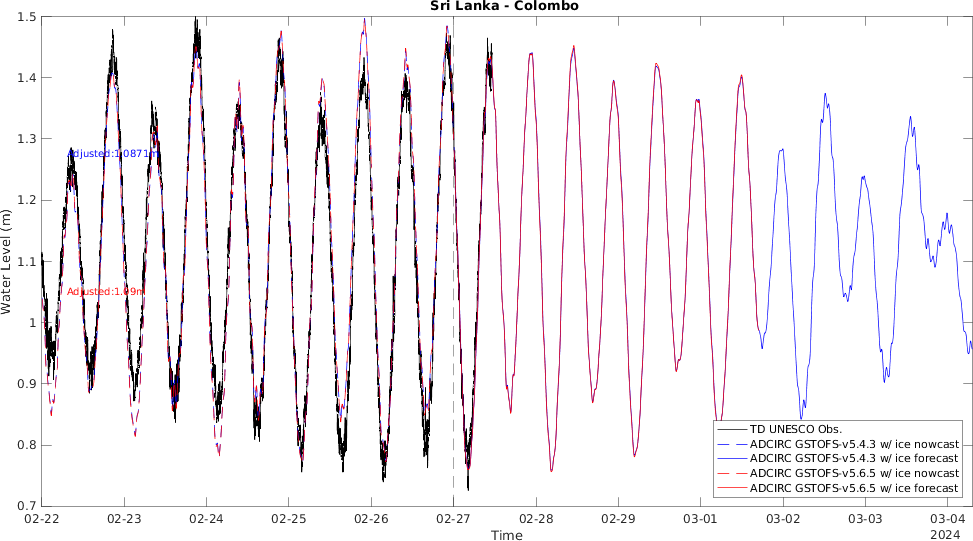 Sri Lanka - Colombo
1.5
1.4
1.3
1.2
1.1
1
0.9
0.8
0.7
Water Level (m)
Adjusted:1.0871m
Adjusted:1.09m
TD UNESCO Obs.
ADCIRC GSTOFS-v5.4.3 w/ ice nowcast
ADCIRC GSTOFS-v5.4.3 w/ ice forecast
ADCIRC GSTOFS-v5.6.5 w/ ice nowcast
ADCIRC GSTOFS-v5.6.5 w/ ice forecast
02-22 02-23 02-24 02-25 02-26 02-27 02-28 02-29 03-01 03-02 03-03 03-04
Time
2024